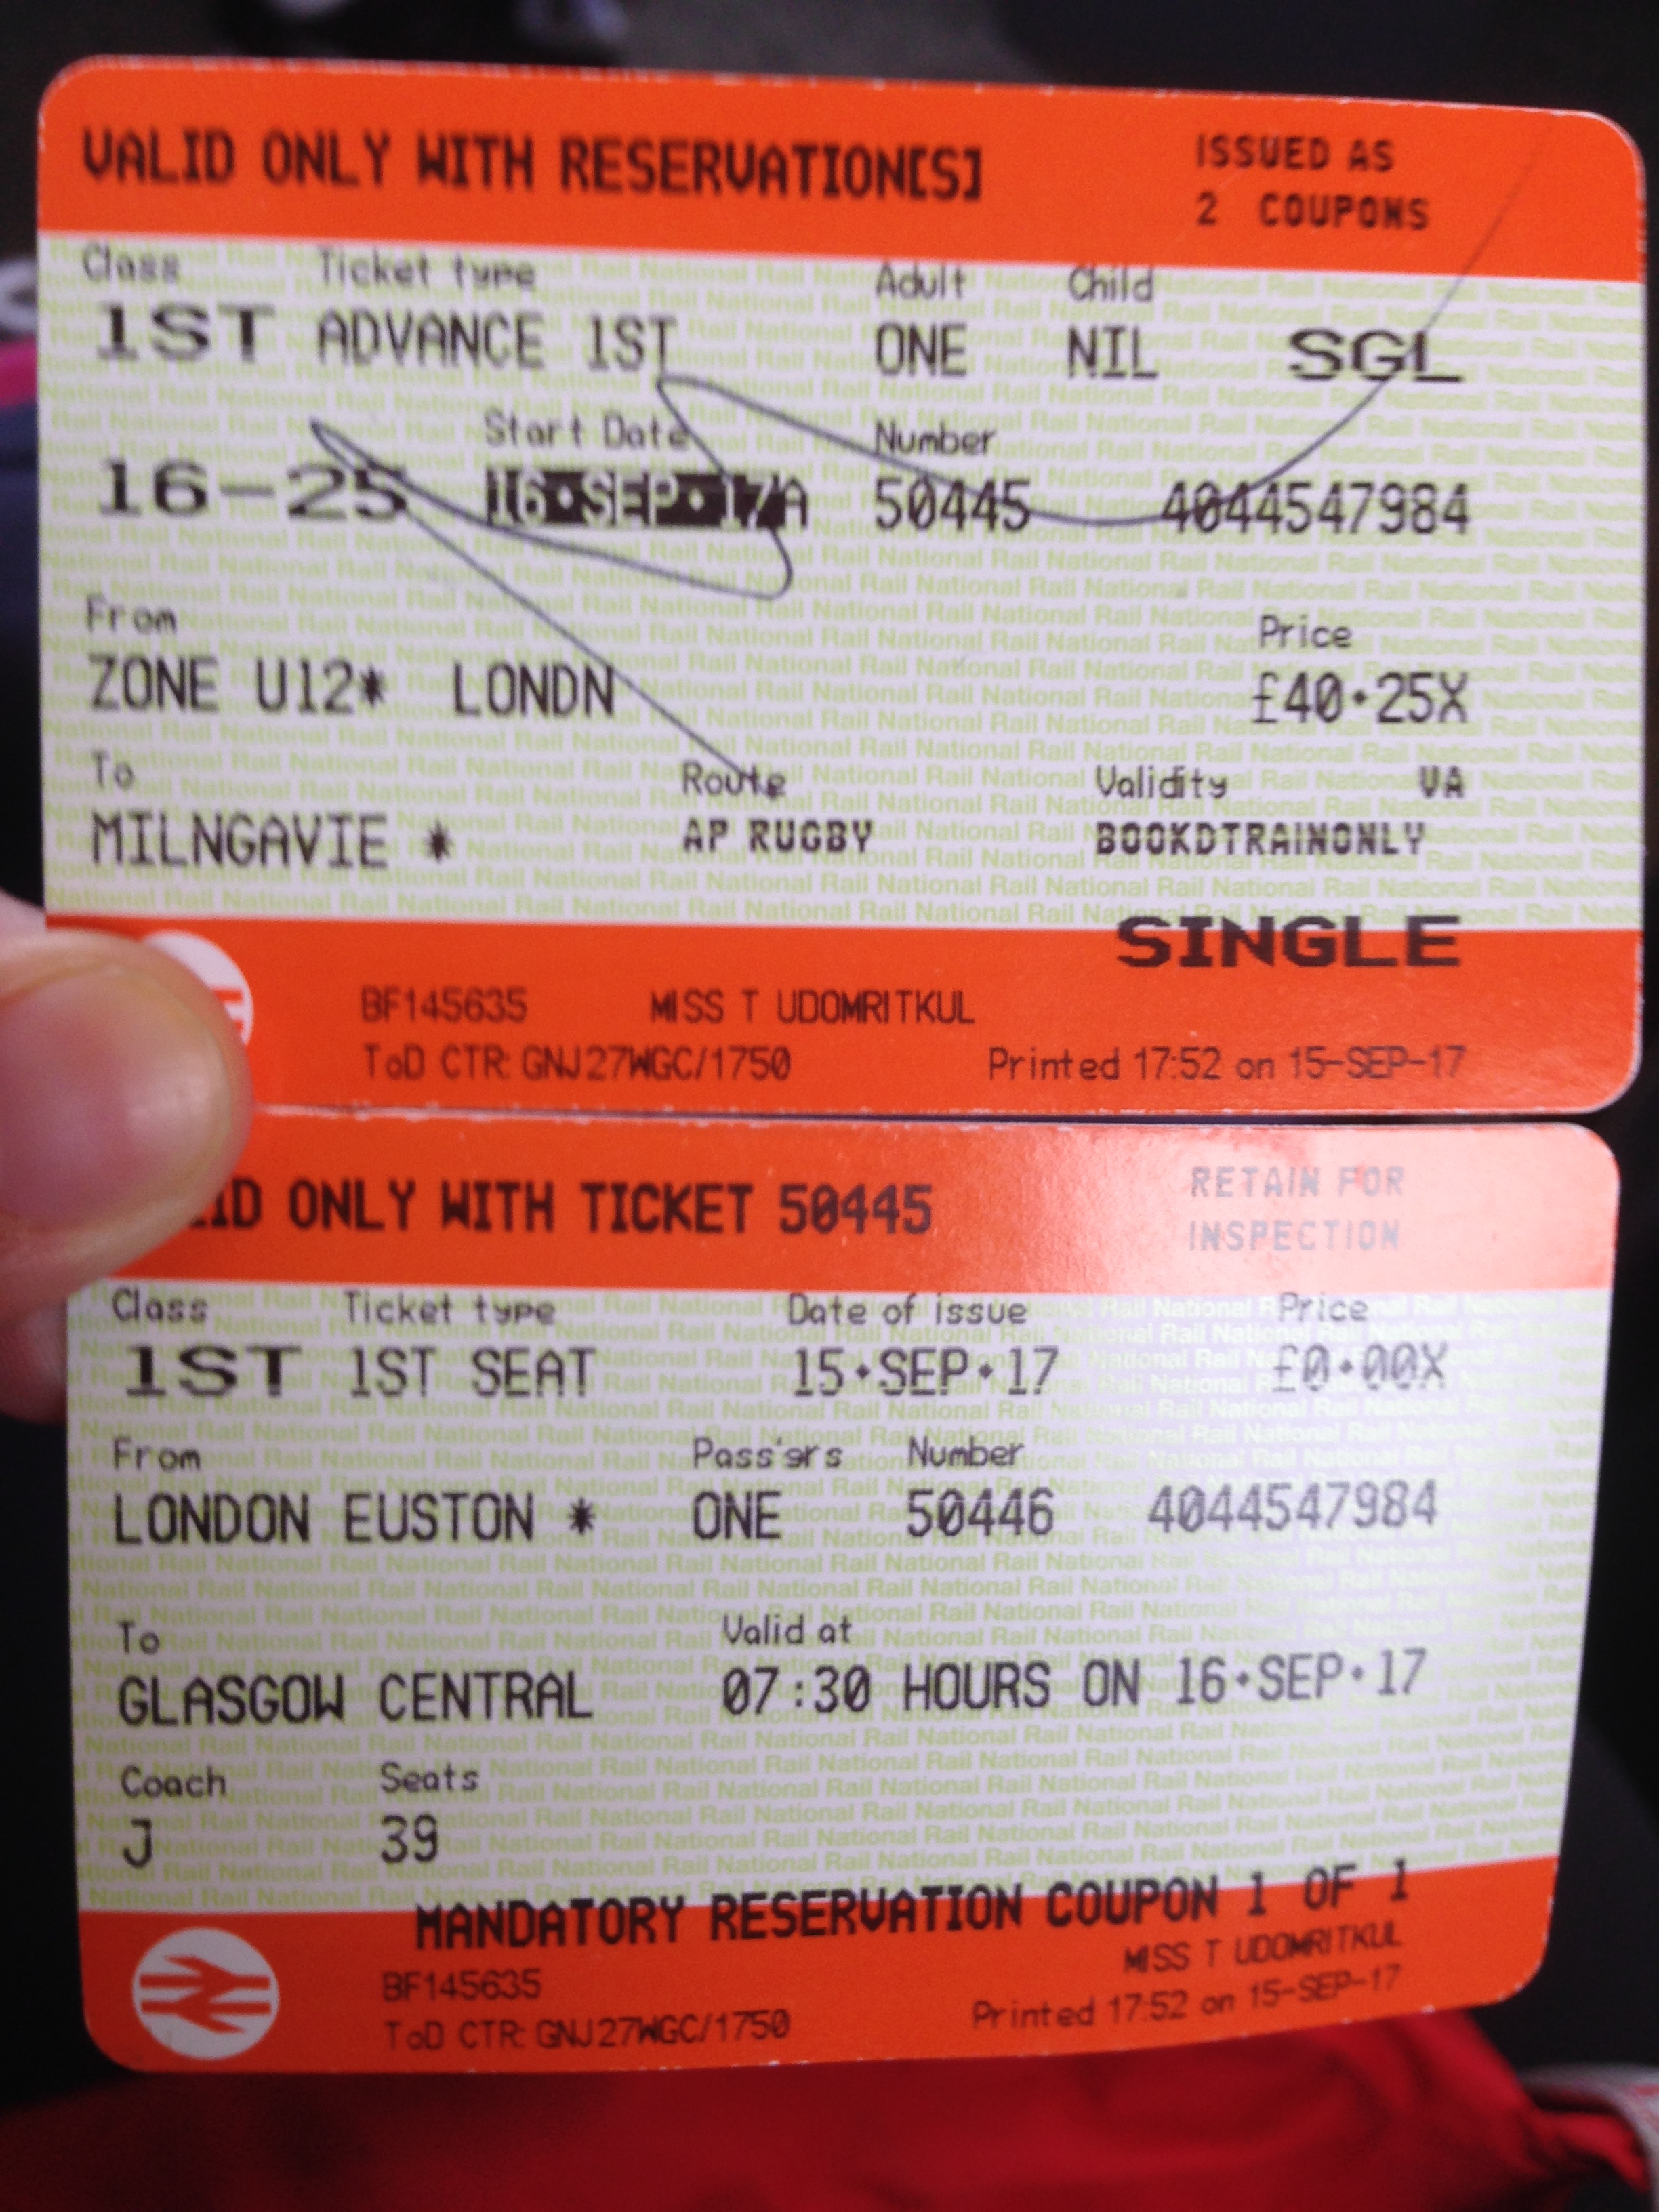 VALID ONLY WITH RESERVATION[S] ISSUED AS
2 COUPONS
Class Ticket type Adult Child
1ST ADVANCE 1ST ONE NIL SGL
Start Date Number
16-25 16·SEP·17A 50445 4044547984
From Price
ZONE U12* LONDN £40·25X
To Route Validity VA
MILNGAVIE * AP RUGBY BOOKDTRAINONLY
SINGLE
BF145635 MISS T UDOMRITKUL
ToD CTR: GNJ27WGC/1750 Printed 17:52 on 15-SEP-17
ONLY WITH TICKET 50445 RETAIN FOR
INSPECTION
Class Ticket type Date of issue Price
1ST 1ST SEAT 15·SEP·17 £0·00X
From Pass'grs Number
LONDON EUSTON * ONE 50446 4044547984
To Valid at
GLASGOW CENTRAL 07:30 HOURS ON 16·SEP·17
Coach Seats
J 39
MANDATORY RESERVATION COUPON 1 OF 1
BF145635 MISS T UDOMRITKUL
ToD CTR: GNJ27WGC/1750 Printed 17:52 on 15-SEP-17